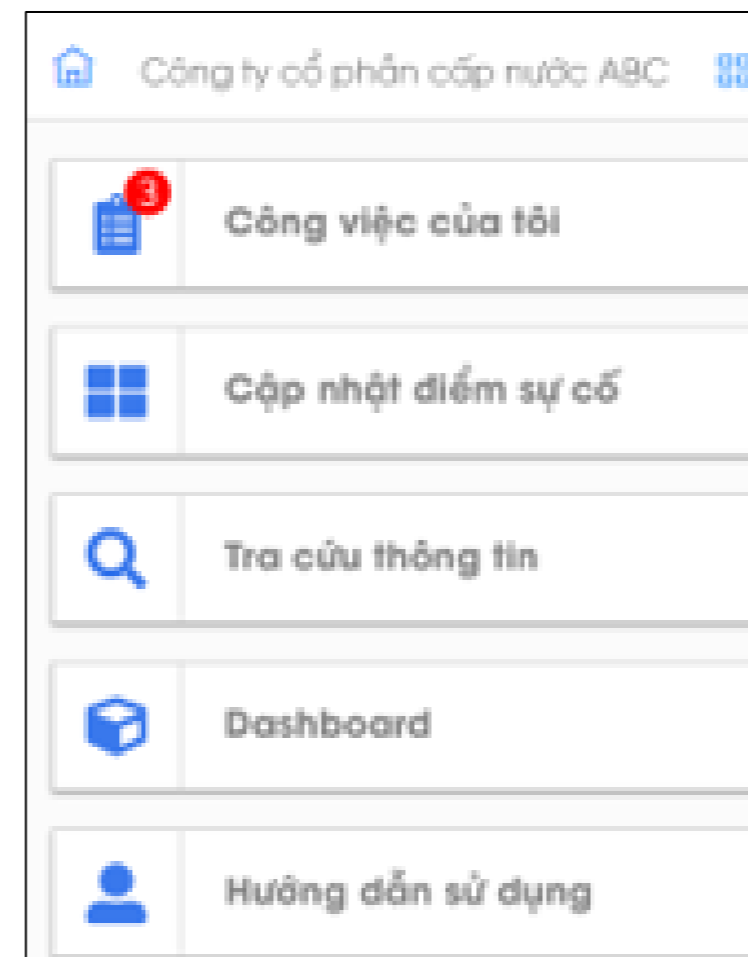 Công ty cổ phần cấp nước ABC
3
Công việc của tôi
Cập nhật điểm sự cố
Tra cứu thông tin
Dashboard
Hướng dẫn sử dụng